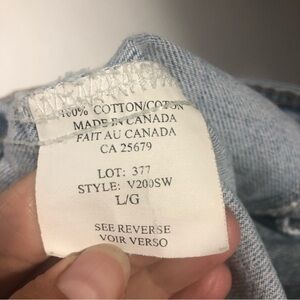 100% COTTON/COTON
MADE IN CANADA
FAIT AU CANADA
CA 25679
LOT: 377
STYLE: V200SW
L/G
SEE REVERSE
VOIR VERSO